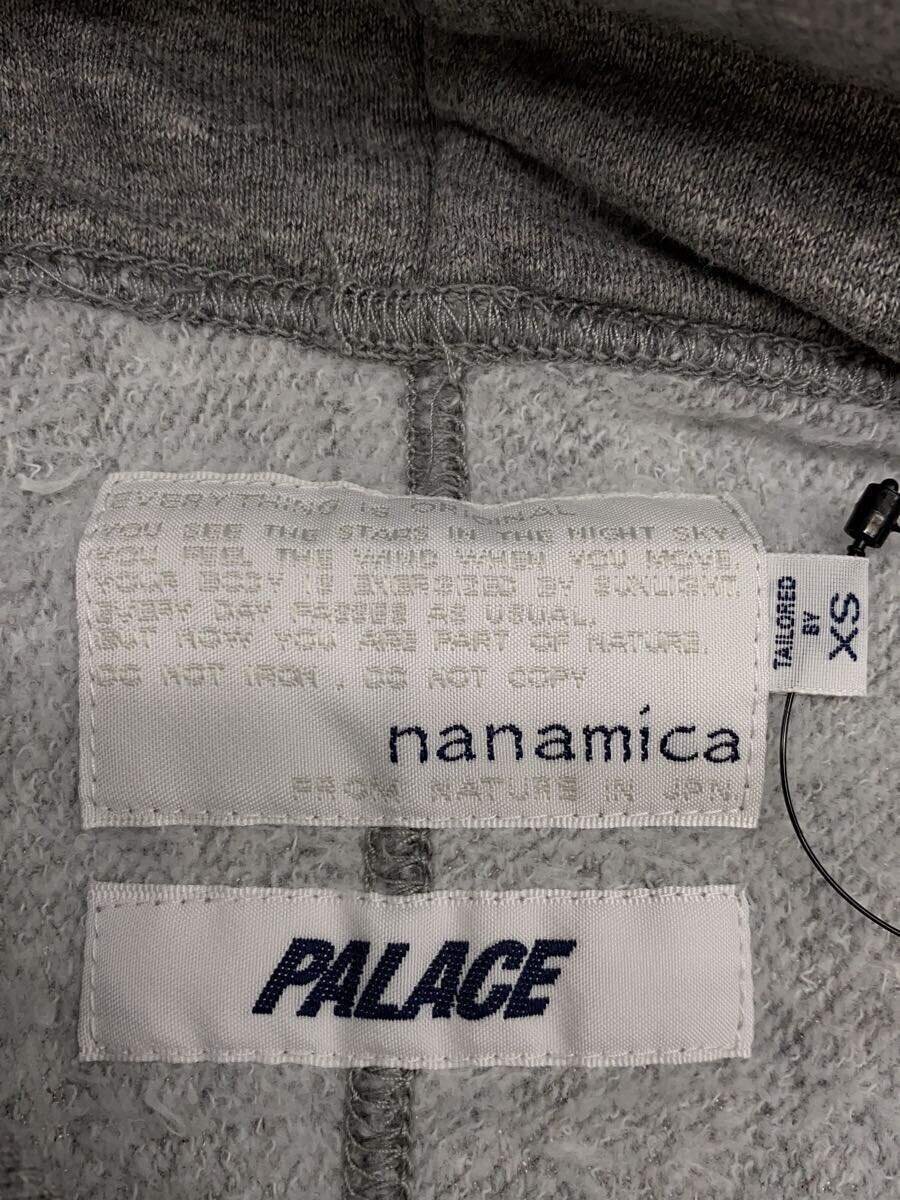 EVERYTHING IS ORIGINAL
YOU SEE THE STARS IN THE NIGHT SKY
YOU FEEL THE WIND WHEN YOU MOVE
YOUR BODY IS ENERGIZED BY SUNLIGHT.
EVERY DAY PASSES AS USUAL.
BUT NOW YOU ARE PART OF NATURE.
DO NOT IRON . DO NOT COPY
nanamica
FROM NATURE IN JPN
TAILORED
BY
XS
PALACE